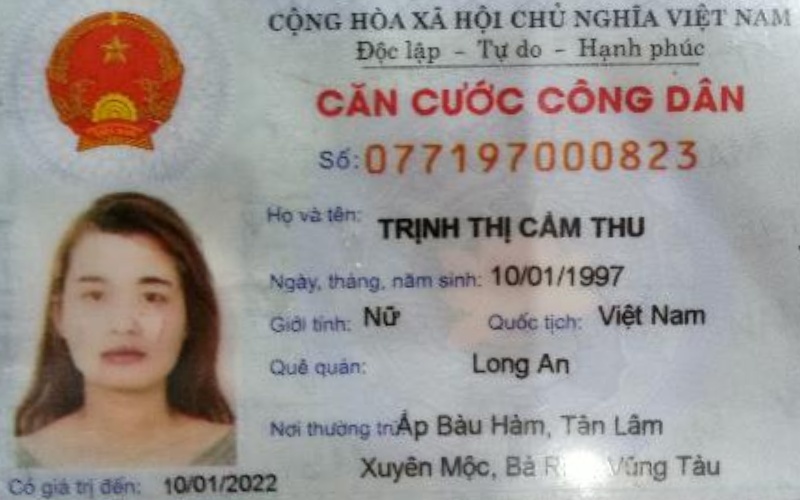 CỘNG HÒA XÃ HỘI CHỦ NGHĨA VIỆT NAM
Độc lập - Tự do - Hạnh phúc
CĂN CƯỚC CÔNG DÂN
Số: 077197000823
Họ và tên: TRỊNH THỊ CẨM THU
Ngày, tháng, năm sinh: 10/01/1997
Giới tính: Nữ Quốc tịch: Việt Nam
Quê quán: Long An
Nơi thường trú: Ấp Bàu Hàm, Tân Lâm
Xuyên Mộc, Bà Vũng Tàu
Có giá trị đến: 10/01/2022